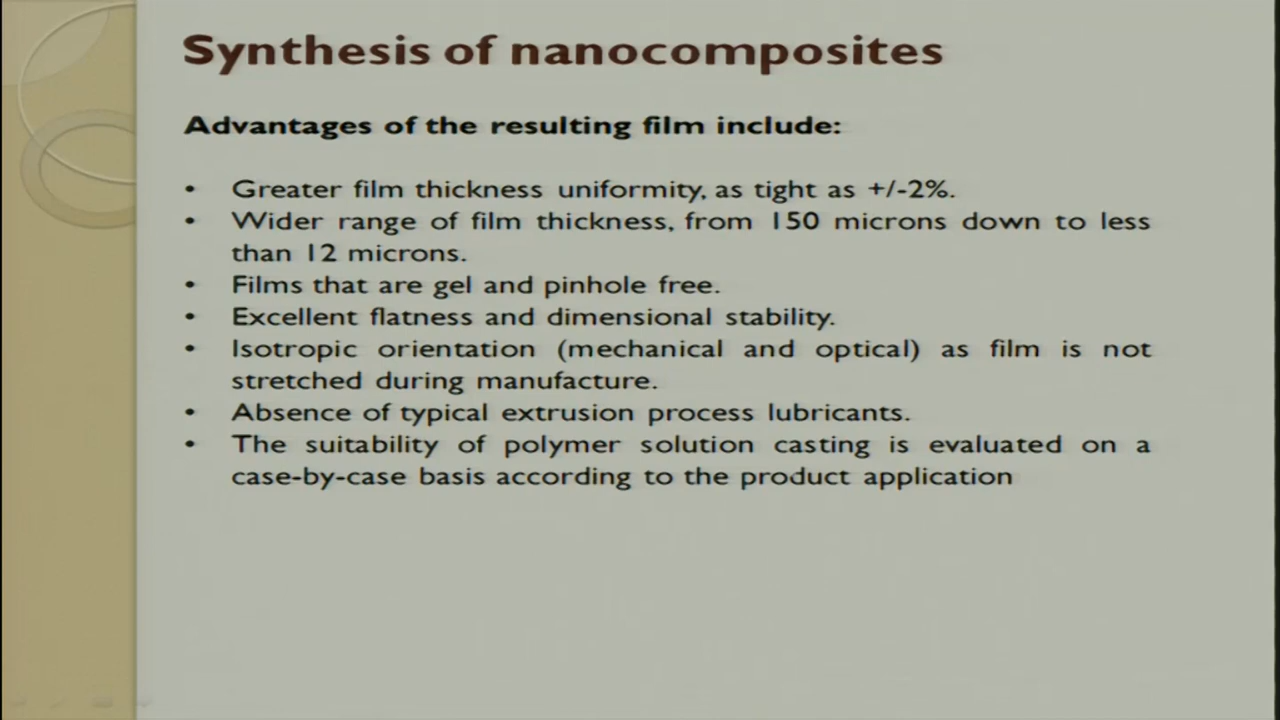 Synthesis of nanocomposites
Advantages of the resulting film include:
• Greater film thickness uniformity, as tight as +/-2%.
• Wider range of film thickness, from 150 microns down to less
than 12 microns.
• Films that are gel and pinhole free.
• Excellent flatness and dimensional stability.
• Isotropic orientation (mechanical and optical) as film is not
stretched during manufacture.
• Absence of typical extrusion process lubricants.
• The suitability of polymer solution casting is evaluated on a
case-by-case basis according to the product application